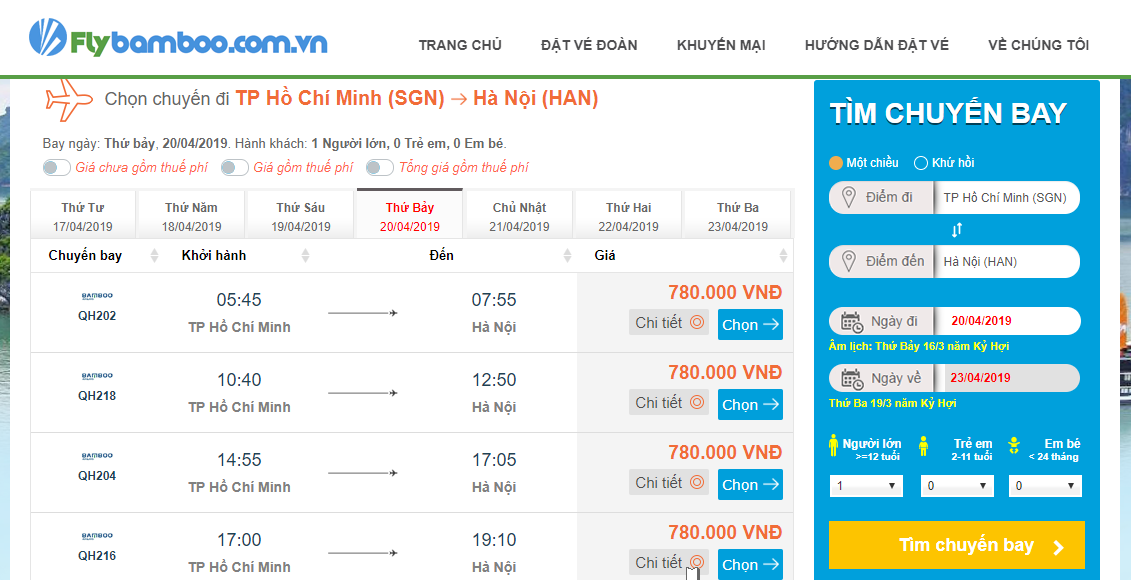 Flybamboo.com.vn
TRANG CHỦ ĐẶT VÉ ĐOÀN KHUYẾN MẠI HƯỚNG DẪN ĐẶT VÉ VỀ CHÚNG TÔI
Chọn chuyến đi TP Hồ Chí Minh (SGN) → Hà Nội (HAN)
Bay ngày: Thứ bảy, 20/04/2019. Hành khách: 1 Người lớn, 0 Trẻ em, 0 Em bé.
Giá chưa gồm thuế phí Giá gồm thuế phí Tổng giá gồm thuế phí
Thứ Tư Thứ Năm Thứ Sáu Thứ Bảy Chủ Nhật Thứ Hai Thứ Ba
17/04/2019 18/04/2019 19/04/2019 20/04/2019 21/04/2019 22/04/2019 23/04/2019
Chuyến bay Khởi hành Đến Giá
BAMBOO 05:45 07:55 780.000 VNĐ
QH202 TP Hồ Chí Minh Hà Nội Chi tiết Chọn →
BAMBOO 10:40 12:50 780.000 VNĐ
QH218 TP Hồ Chí Minh Hà Nội Chi tiết Chọn →
BAMBOO 14:55 17:05 780.000 VNĐ
QH204 TP Hồ Chí Minh Hà Nội Chi tiết Chọn →
BAMBOO 17:00 19:10 780.000 VNĐ
QH216 TP Hồ Chí Minh Hà Nội Chi tiết Chọn →
TÌM CHUYẾN BAY
Một chiều Khứ hồi
Điểm đi TP Hồ Chí Minh (SGN)
Điểm đến Hà Nội (HAN)
Ngày đi 20/04/2019
Âm lịch: Thứ Bảy 16/3 năm Kỷ Hợi
Ngày về 23/04/2019
Thứ Ba 19/3 năm Kỷ Hợi
Người lớn Trẻ em Em bé
>=12 tuổi 2-11 tuổi < 24 tháng
1 0 0
Tìm chuyến bay